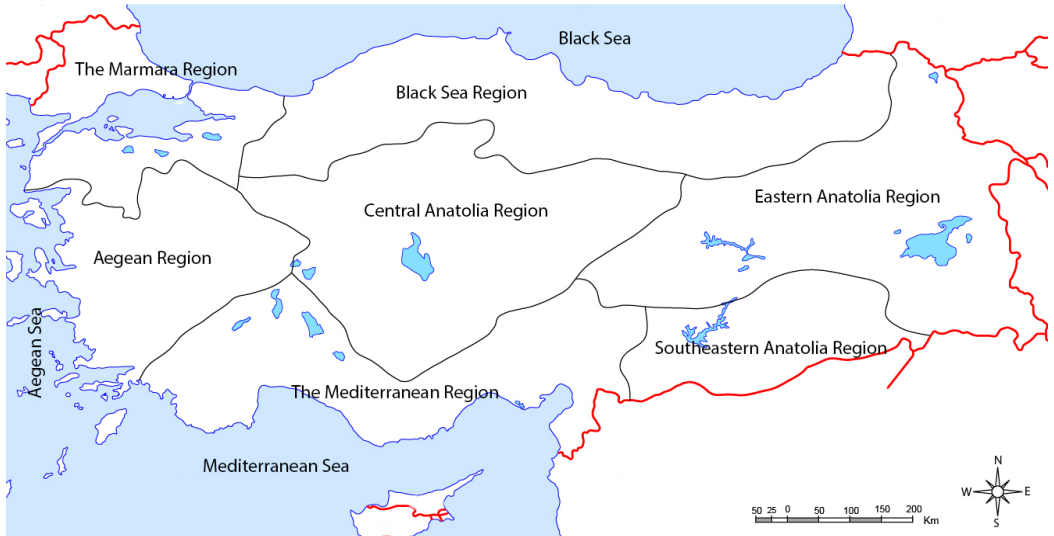 Black Sea
The Marmara Region
Black Sea Region
Eastern Anatolia Region
Central Anatolia Region
Aegean Region
Aegean Sea
Southeastern Anatolia Region
The Mediterranean Region
Mediterranean Sea
N
W E
S
50 25 0 50 100 150 200
Km